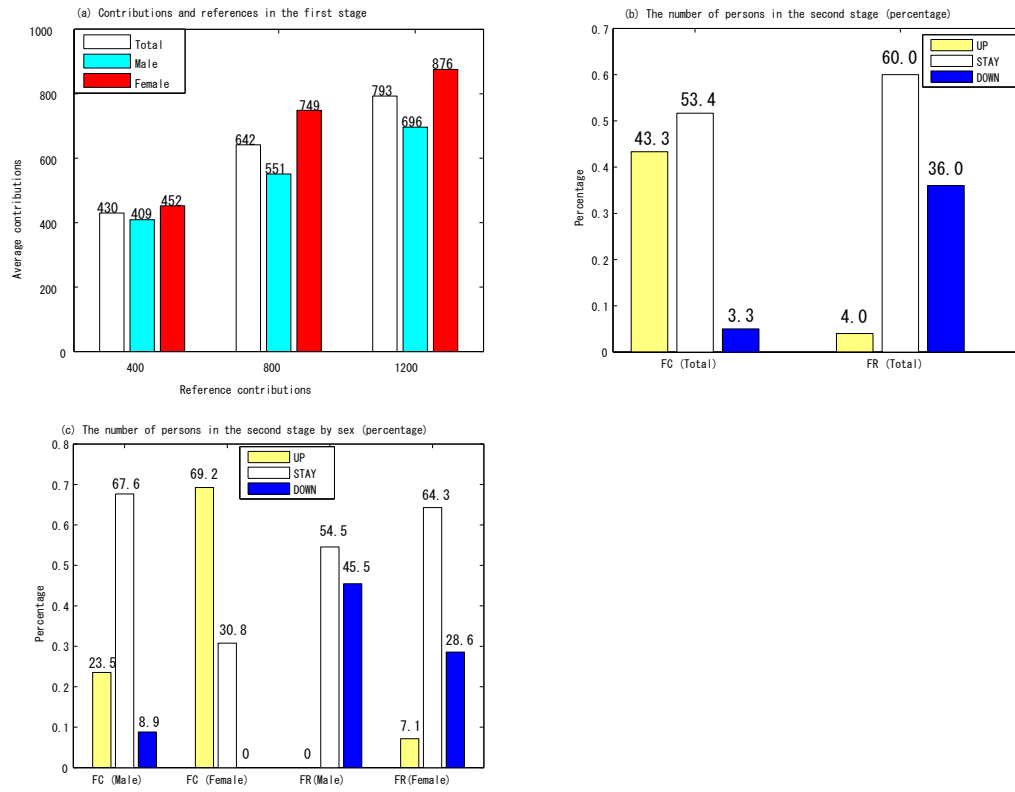 (a) Contributions and references in the first stage
1000
800
600
400
200
0
Average contributions
Total
Male
Female
430
409
452
642
551
749
793
696
876
400
800
1200
Reference contributions
(b) The number of persons in the second stage (percentage)
0.7
0.6
0.5
0.4
0.3
0.2
0.1
0
Percentage
UP
STAY
DOWN
43.3
53.4
3.3
4.0
60.0
36.0
FC (Total)
FR (Total)
(c) The number of persons in the second stage by sex (percentage)
0.8
0.7
0.6
0.5
0.4
0.3
0.2
0.1
0
Percentage
UP
STAY
DOWN
23.5
67.6
8.9
69.2
30.8
0
0
54.5
45.5
7.1
64.3
28.6
FC (Male)
FC (Female)
FR(Male)
FR(Female)